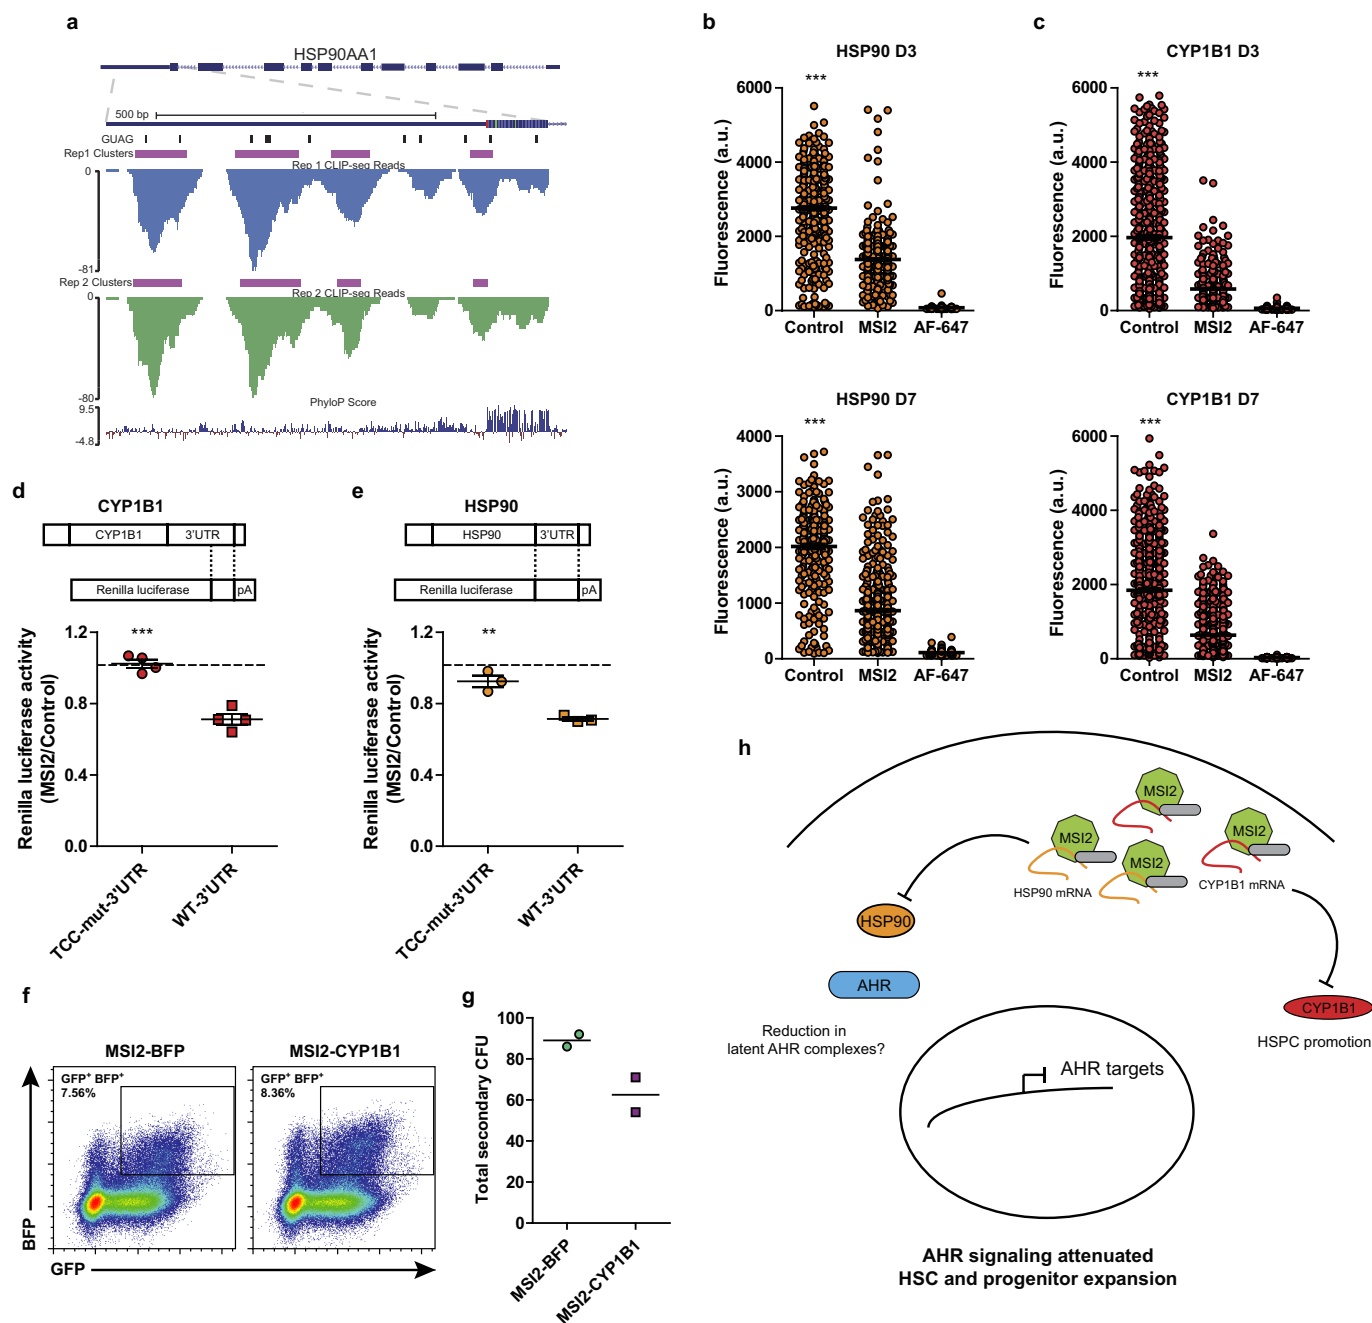 a
HSP90AA1
500 bp
GUAG
Rep1 Clusters
Rep 1 CLIP-seq Reads
0
-81
Rep 2 Clusters
Rep 2 CLIP-seq Reads
0
-80
PhyloP Score
9.5
-4.8
b
HSP90 D3
***
Fluorescence (a.u.)
6000
4000
2000
0
Control MSI2 AF-647
HSP90 D7
***
Fluorescence (a.u.)
4000
3000
2000
1000
0
Control MSI2 AF-647
c
CYP1B1 D3
***
Fluorescence (a.u.)
6000
4000
2000
0
Control MSI2 AF-647
CYP1B1 D7
***
Fluorescence (a.u.)
6000
4000
2000
0
Control MSI2 AF-647
d
CYP1B1
CYP1B1 3'UTR
Renilla luciferase pA
***
Renilla luciferase activity
(MSI2/Control)
1.2
0.8
0.4
0.0
TCC-mut-3'UTR
WT-3'UTR
e
HSP90
HSP90 3'UTR
Renilla luciferase pA
**
Renilla luciferase activity
(MSI2/Control)
1.2
0.8
0.4
0.0
TCC-mut-3'UTR
WT-3'UTR
f
MSI2-BFP
GFP⁺ BFP⁺
7.56%
MSI2-CYP1B1
GFP⁺ BFP⁺
8.36%
BFP
GFP
g
Total secondary CFU
100
80
60
40
20
0
MSI2-BFP
MSI2-CYP1B1
h
MSI2
MSI2
MSI2
MSI2
HSP90 mRNA
CYP1B1 mRNA
HSP90
AHR
CYP1B1
Reduction in
latent AHR complexes?
HSPC promotion
AHR targets
AHR signaling attenuated
HSC and progenitor expansion